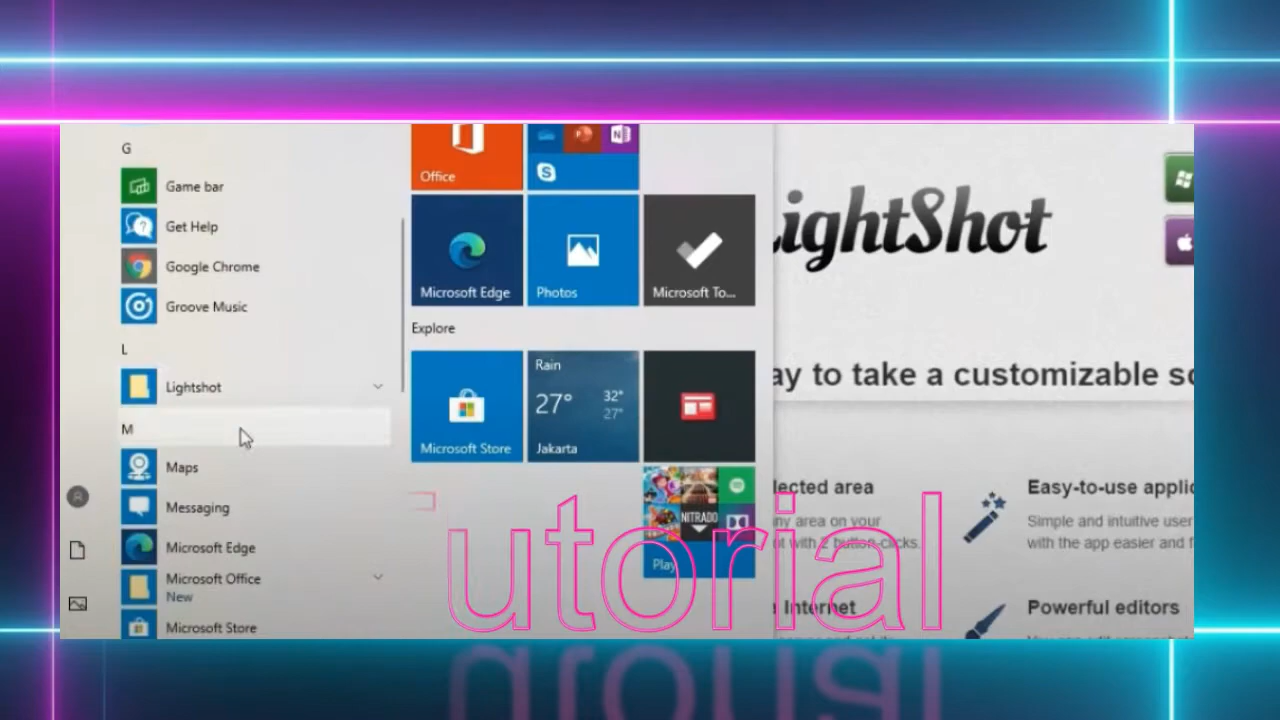 G
Game bar
Get Help
Google Chrome
Groove Music
L
Lightshot
M
Maps
Messaging
Microsoft Edge
Microsoft Office
New
Microsoft Store
Office
Microsoft Edge
Photos
Microsoft To...
Explore
Microsoft Store
Rain
27° 32°
27°
Jakarta
NITRADO
Play
ightShot
ay to take a customizable sc
lected area
ny area on your
ot with 2 button-clicks.
Easy-to-use applic
Simple and intuitive user
with the app easier and f
Internet
Powerful editors
utorial